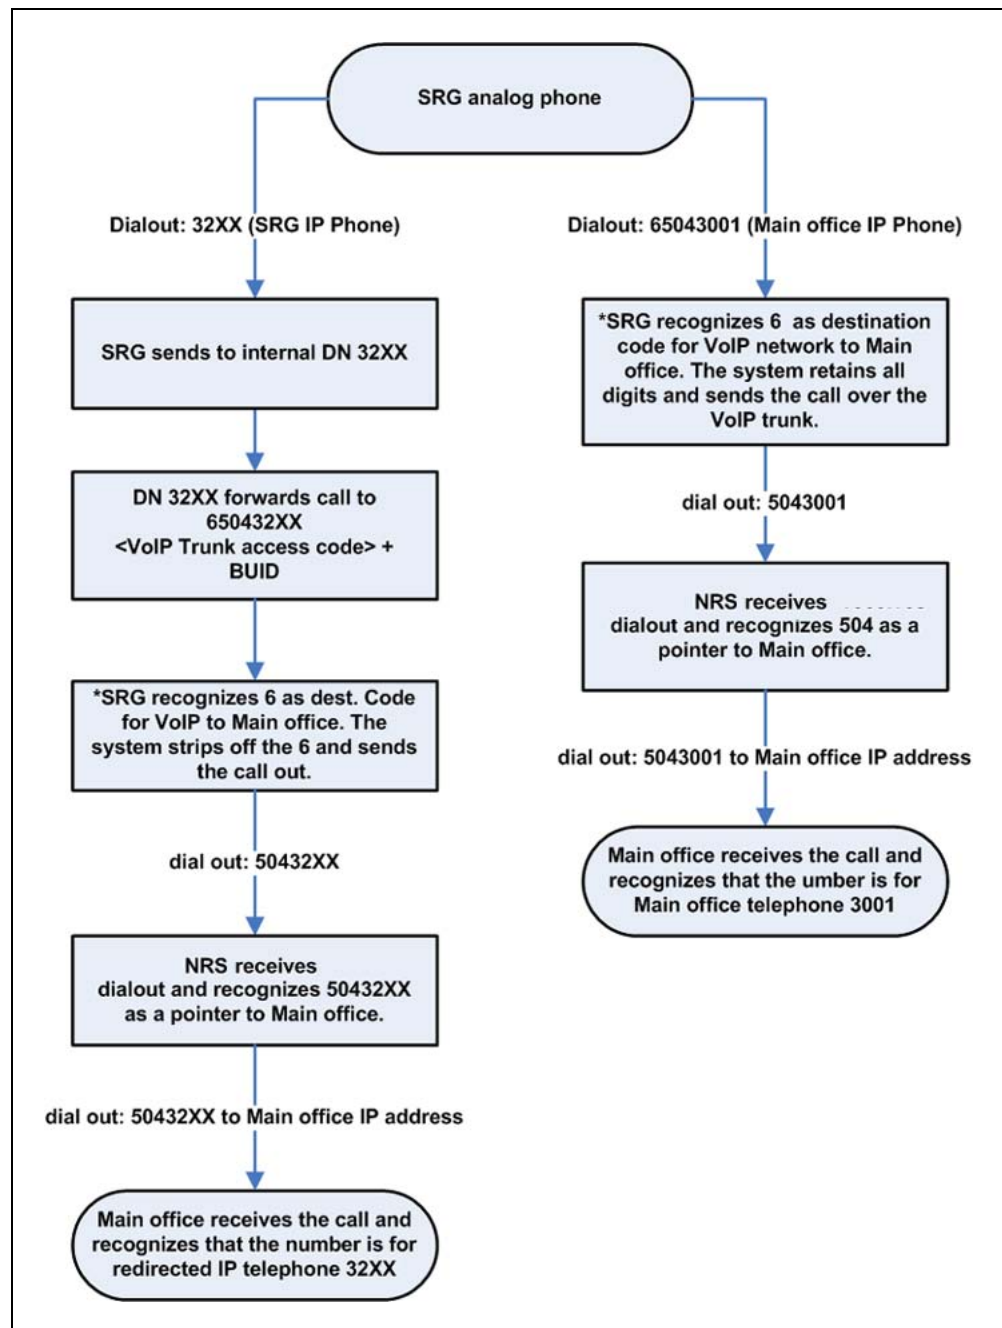 SRG analog phone
Dialout: 32XX (SRG IP Phone)
SRG sends to internal DN 32XX
DN 32XX forwards call to
650432XX
<VoIP Trunk access code> +
BUID
*SRG recognizes 6 as dest. Code
for VoIP to Main office. The
system strips off the 6 and sends
the call out.
dial out: 50432XX
NRS receives
dialout and recognizes 50432XX
as a pointer to Main office.
dial out: 50432XX to Main office IP address
Main office receives the call and
recognizes that the number is for
redirected IP telephone 32XX
Dialout: 65043001 (Main office IP Phone)
*SRG recognizes 6 as destination
code for VoIP network to Main
office. The system retains all
digits and sends the call over the
VoIP trunk.
dial out: 5043001
NRS receives
dialout and recognizes 504 as a
pointer to Main office.
dial out: 5043001 to Main office IP address
Main office receives the call and
recognizes that the umber is for
Main office telephone 3001